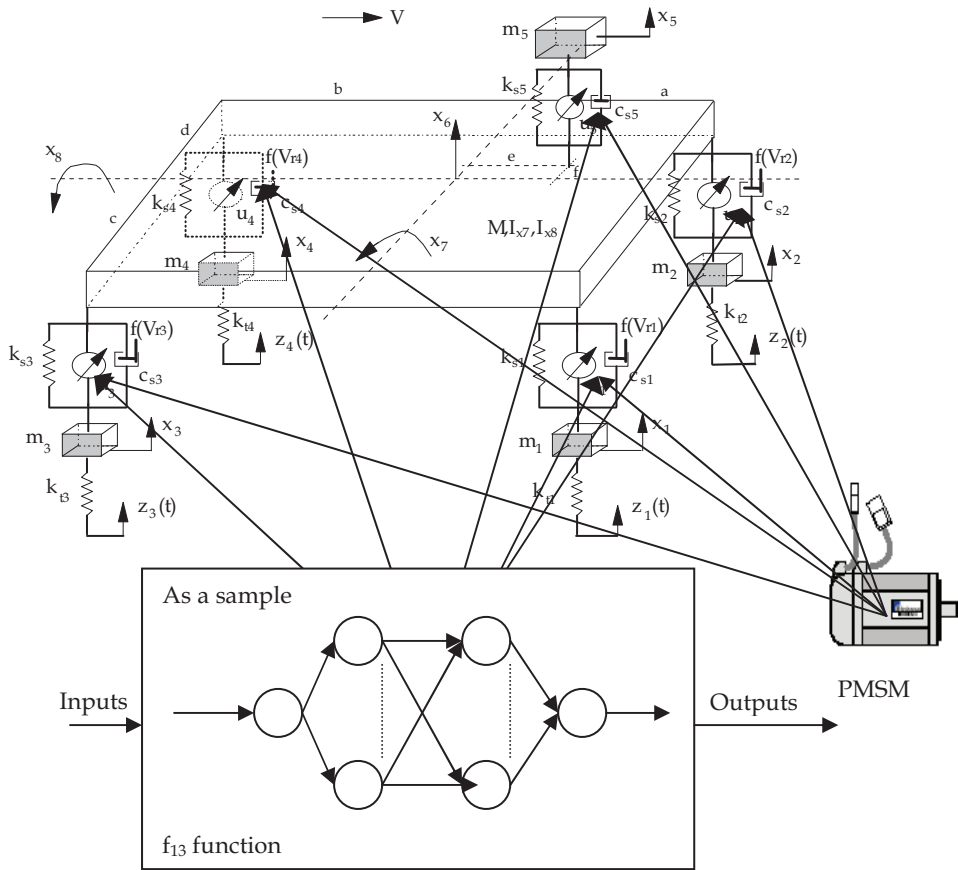 V
x5
m5
b
a
ks5
cs5
d
x6
x8
f(Vr4)
f(Vr2)
e
f
ks4
cs4
ks2
cs2
c
u4
x4
x7
M,Ix7,Ix8
m4
m2
x2
kt4
kt2
f(Vr3)
z4(t)
f(Vr1)
z2(t)
ks3
cs3
ks1
cs1
3
x3
x1
m3
m1
kt3
z3(t)
kt1
z1(t)
As a sample
PMSM
Inputs
Outputs
f13 function